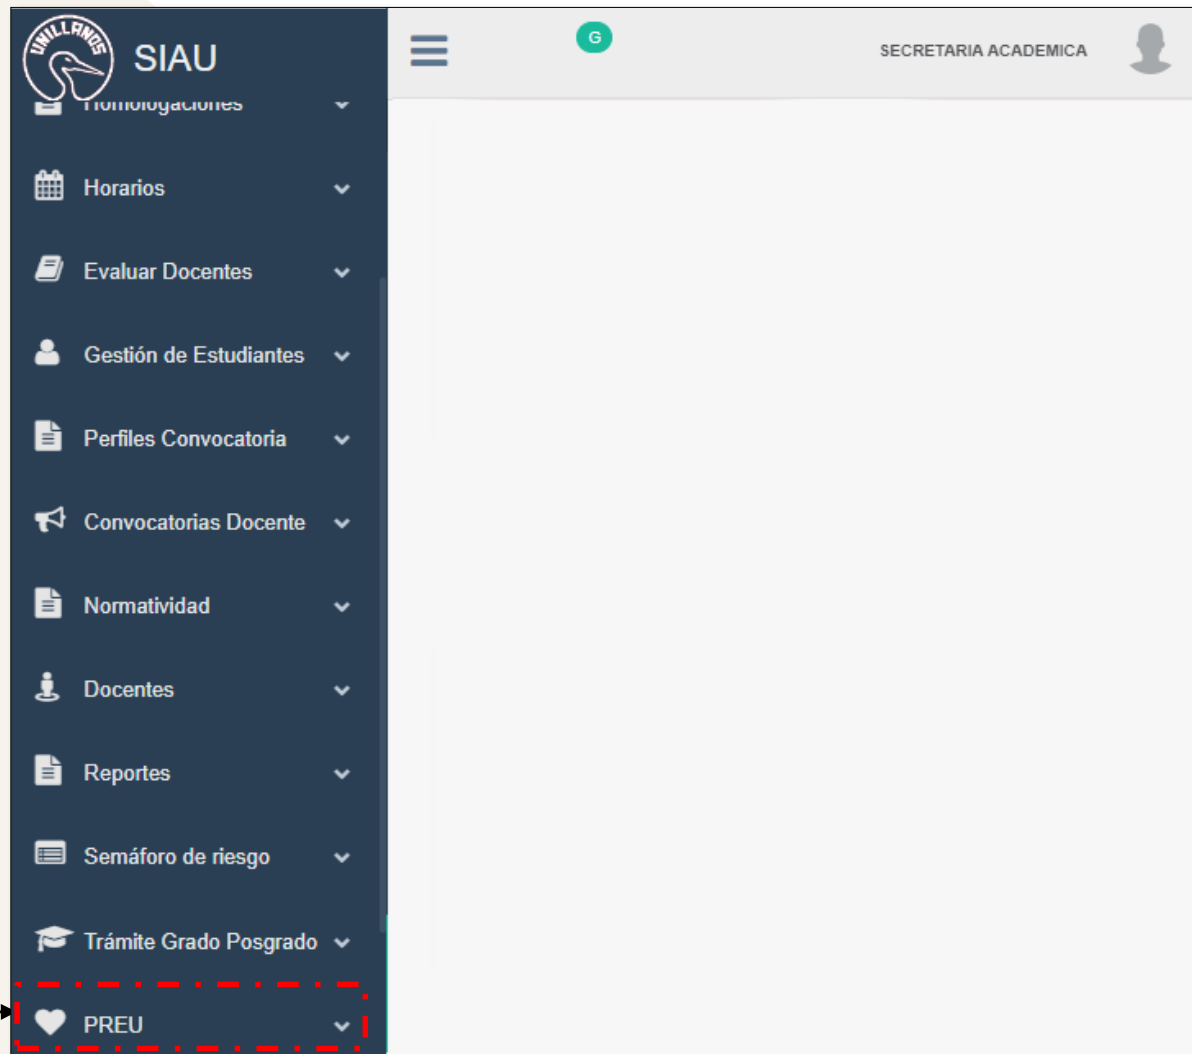 UNILLANOS
SIAU
G
SECRETARIA ACADEMICA
Homologaciones
Horarios
Evaluar Docentes
Gestión de Estudiantes
Perfiles Convocatoria
Convocatorias Docente
Normatividad
Docentes
Reportes
Semáforo de riesgo
Trámite Grado Posgrado
PREU